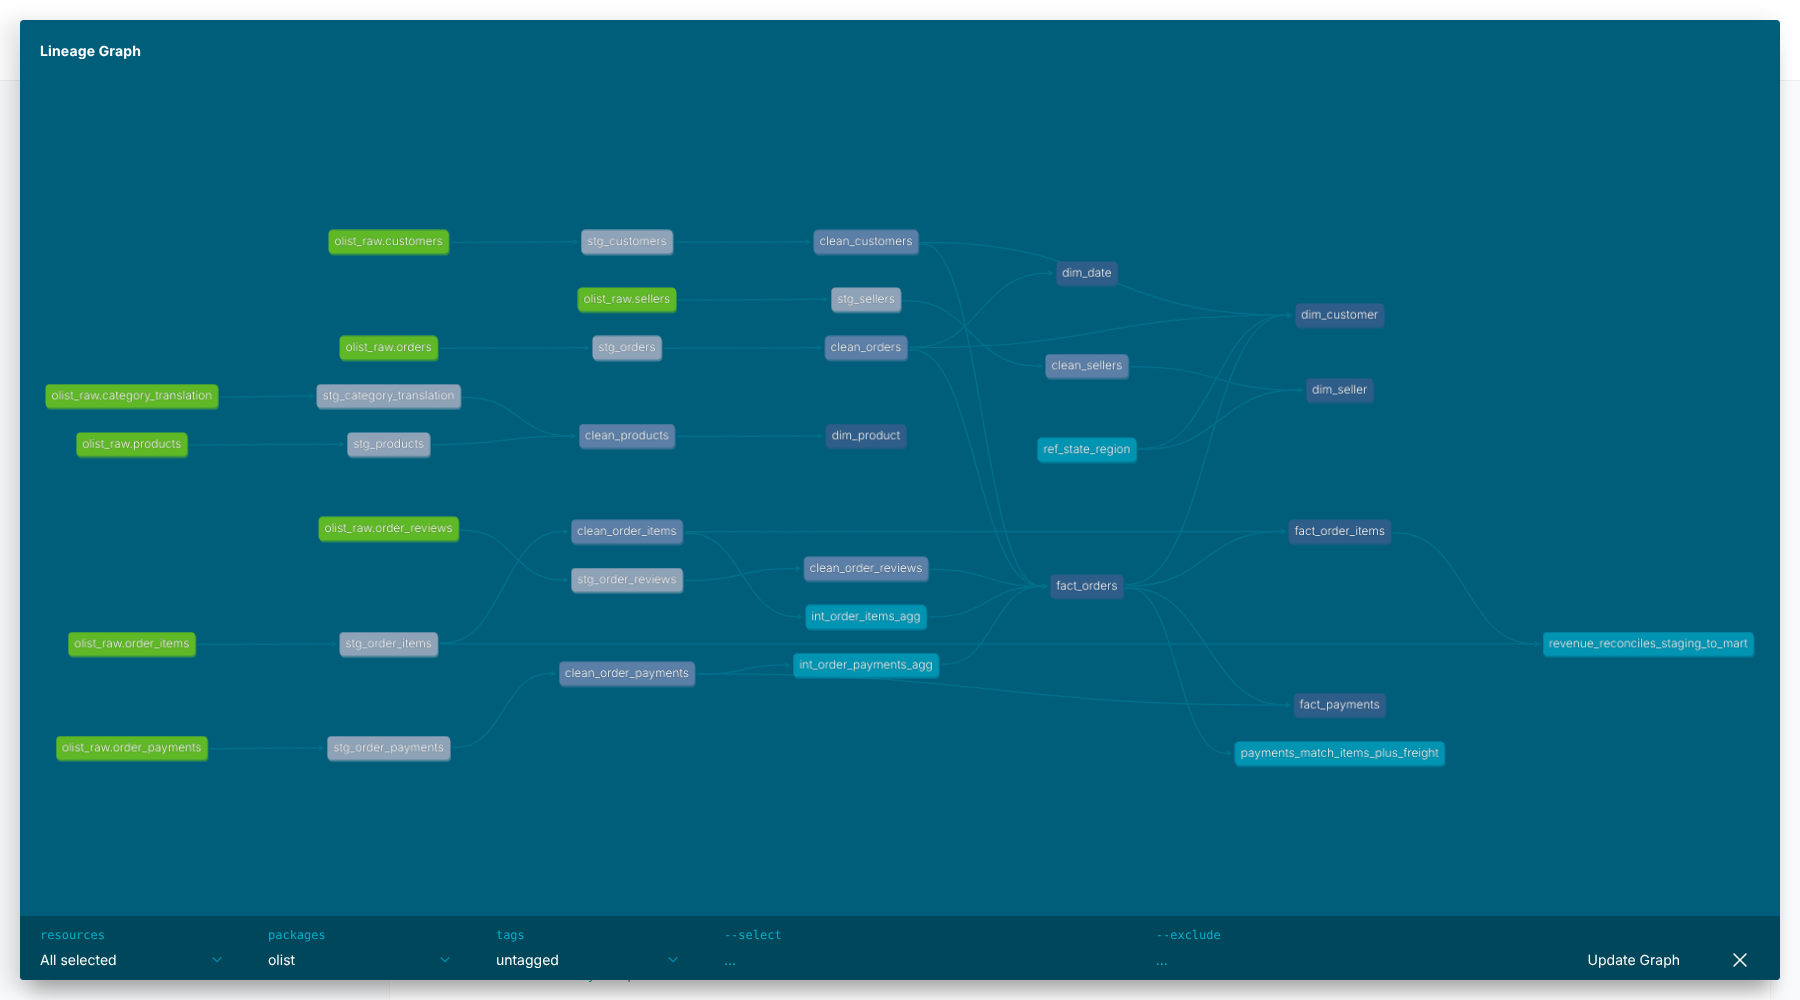 Lineage Graph
olist_raw.customers
stg_customers
clean_customers
dim_date
olist_raw.sellers
stg_sellers
dim_customer
olist_raw.orders
stg_orders
clean_orders
clean_sellers
olist_raw.category_translation
stg_category_translation
dim_seller
olist_raw.products
stg_products
clean_products
dim_product
ref_state_region
olist_raw.order_reviews
clean_order_items
fact_order_items
stg_order_reviews
clean_order_reviews
fact_orders
int_order_items_agg
olist_raw.order_items
stg_order_items
revenue_reconciles_staging_to_mart
clean_order_payments
int_order_payments_agg
fact_payments
olist_raw.order_payments
stg_order_payments
payments_match_items_plus_freight
resources
All selected
packages
olist
tags
untagged
--select
...
--exclude
...
Update Graph